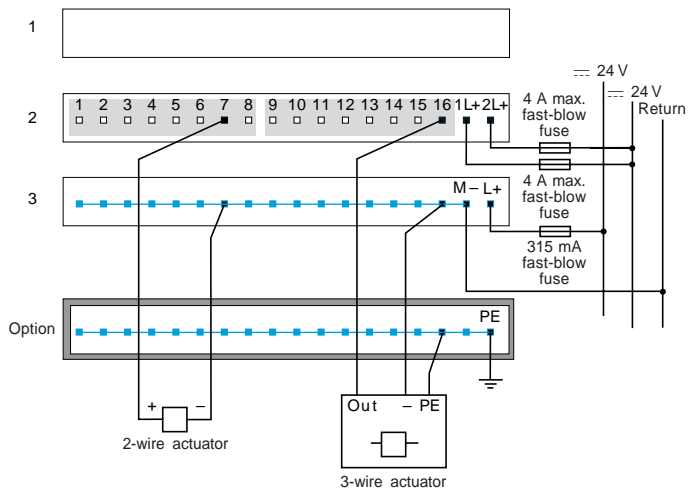 1
⎓ 24 V
⎓ 24 V
Return
2
1 2 3 4 5 6 7 8 9 10 11 12 13 14 15 16 1L+ 2L+
4 A max.
fast-blow
fuse
4 A max.
fast-blow
fuse
3
M – L+
315 mA
fast-blow
fuse
Option
PE
+ –
2-wire actuator
Out – PE
3-wire actuator